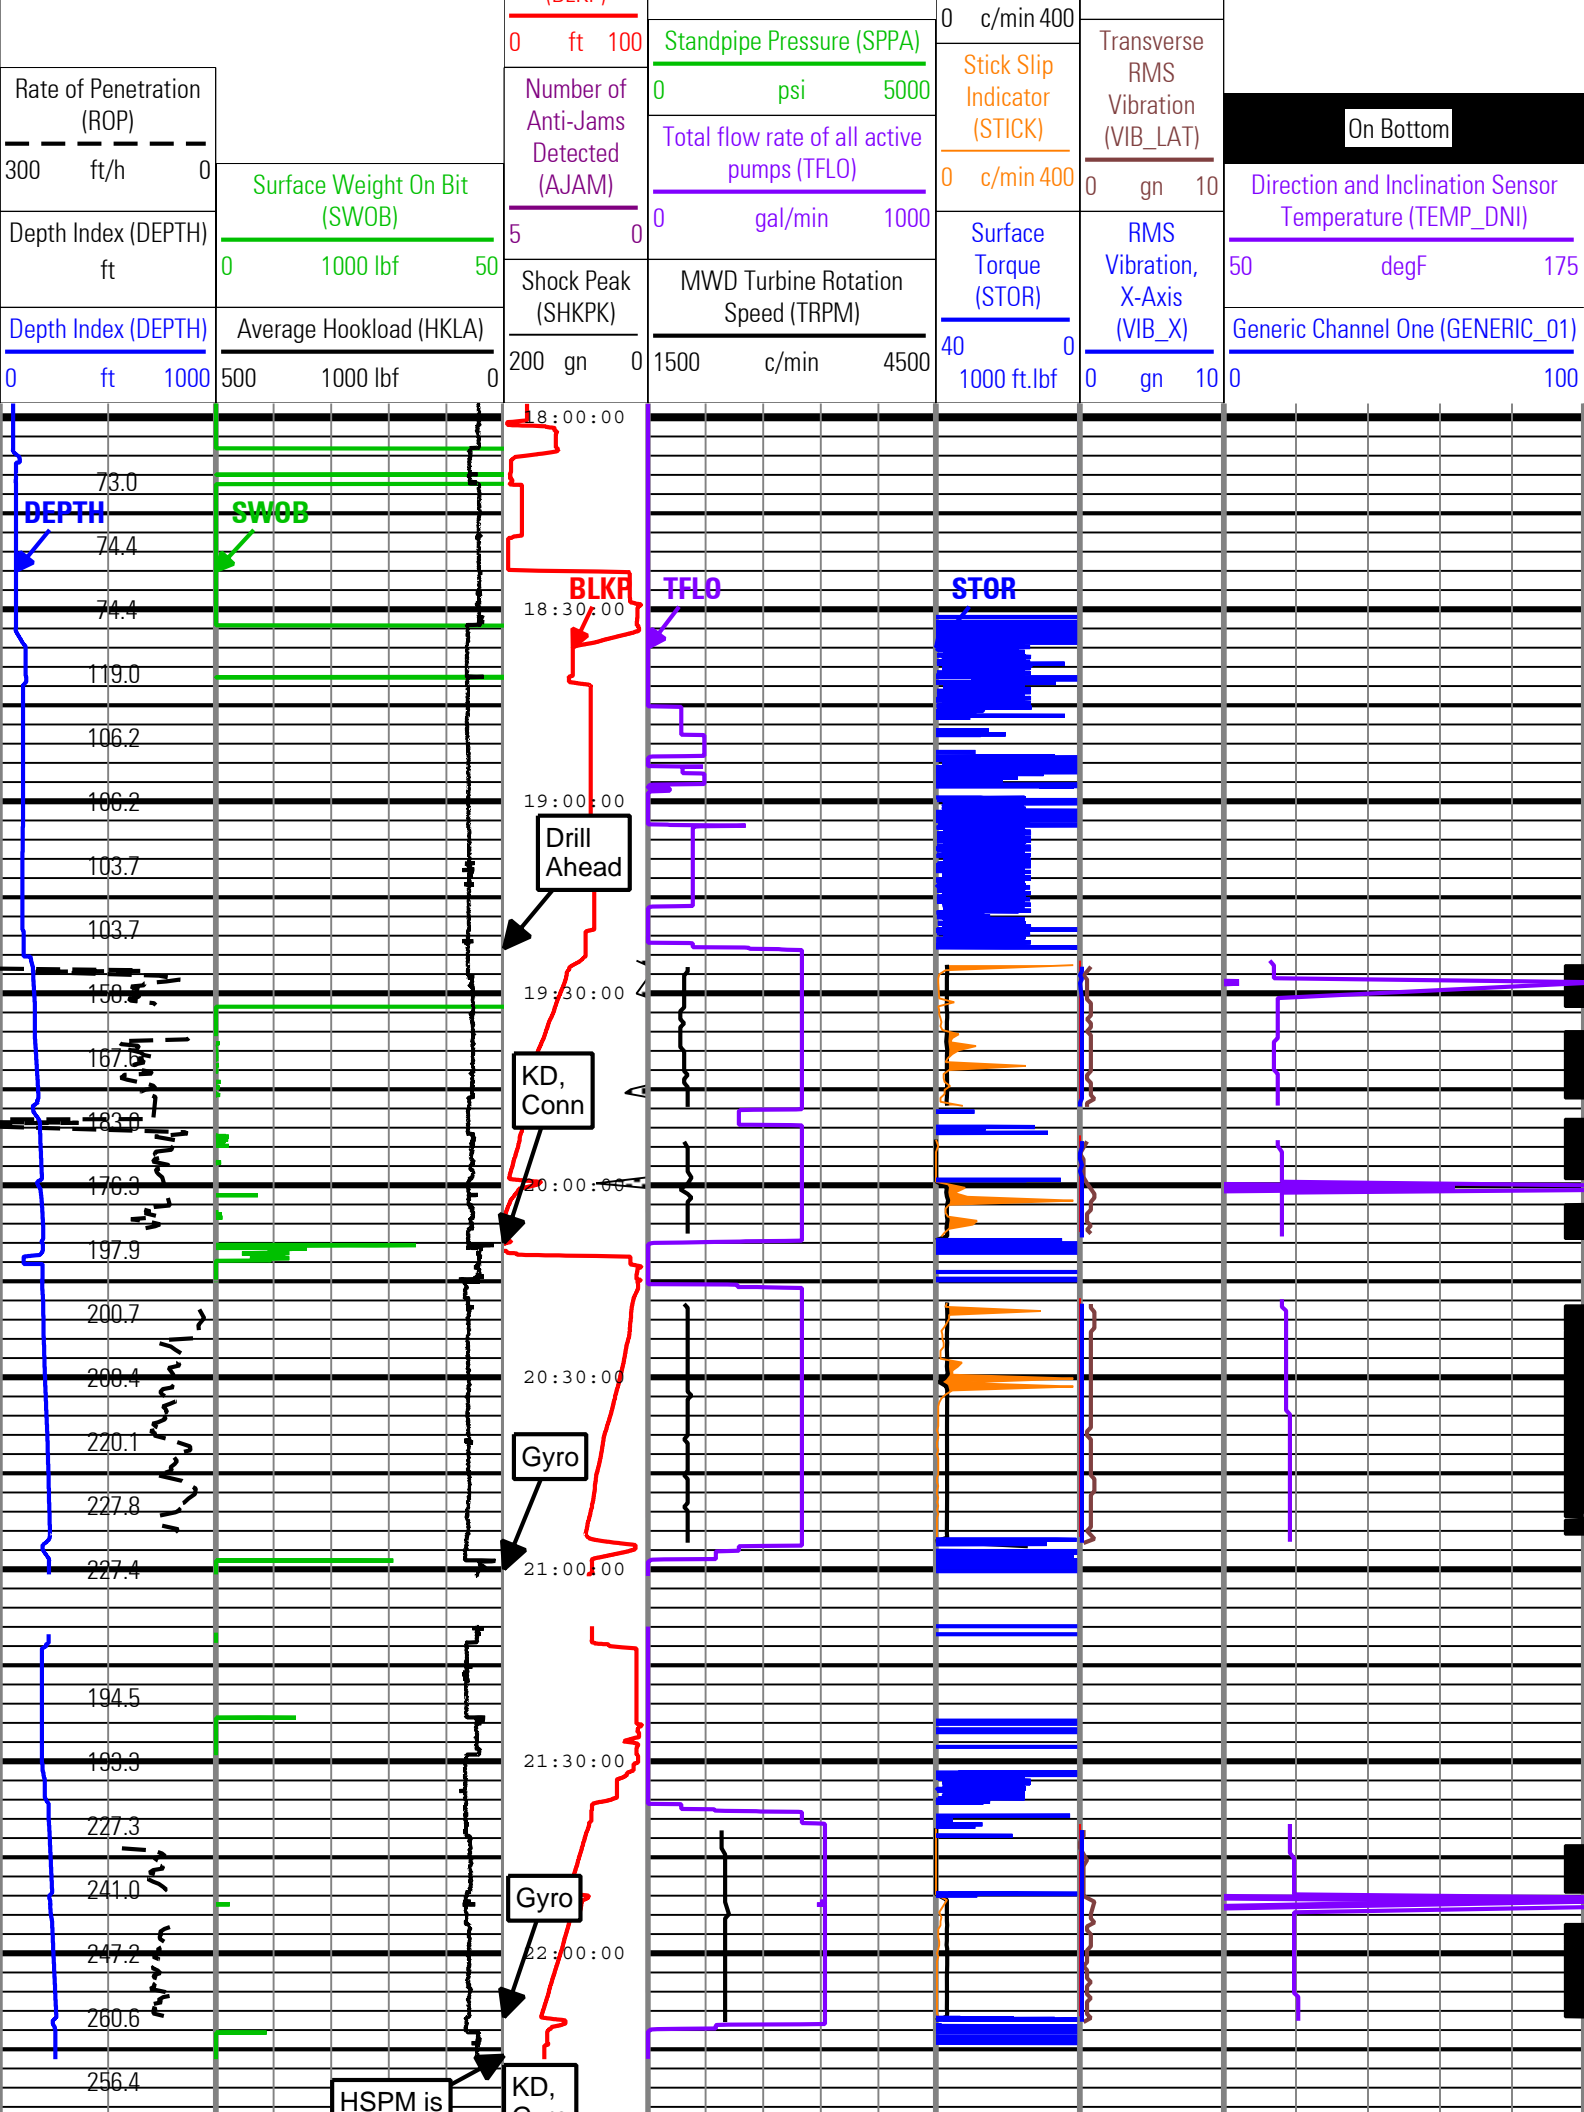 (BLKP)
0 ft 100
Rate of Penetration
(ROP)
300 ft/h 0
Depth Index (DEPTH)
ft
Depth Index (DEPTH)
0 ft 1000
Surface Weight On Bit
(SWOB)
0 1000 lbf 50
Average Hookload (HKLA)
500 1000 lbf 0
Number of
Anti-Jams
Detected
(AJAM)
5 0
Shock Peak
(SHKPK)
200 gn 0
Standpipe Pressure (SPPA)
0 psi 5000
Total flow rate of all active
pumps (TFLO)
0 gal/min 1000
MWD Turbine Rotation
Speed (TRPM)
1500 c/min 4500
0 c/min 400
Stick Slip
Indicator
(STICK)
0 c/min 400
Surface
Torque
(STOR)
40 0
1000 ft.lbf
Transverse
RMS
Vibration
(VIB_LAT)
0 gn 10
RMS
Vibration,
X-Axis
(VIB_X)
0 gn 10
On Bottom
Direction and Inclination Sensor
Temperature (TEMP_DNI)
50 degF 175
Generic Channel One (GENERIC_01)
0 100
18:00:00
73.0
DEPTH SWOB
74.4
BLKP TFLO STOR
74.4 18:30:00
119.0
106.2
106.2 19:00:00
Drill
Ahead
103.7
103.7
19:30:00
167.6
KD,
Conn
183.0
176.3 20:00:00
197.9
200.7
208.4 20:30:00
220.1
Gyro
227.8
227.4 21:00:00
194.5
193.3 21:30:00
227.3
241.0
Gyro
247.2 22:00:00
260.6
256.4
HSPM is
KD,